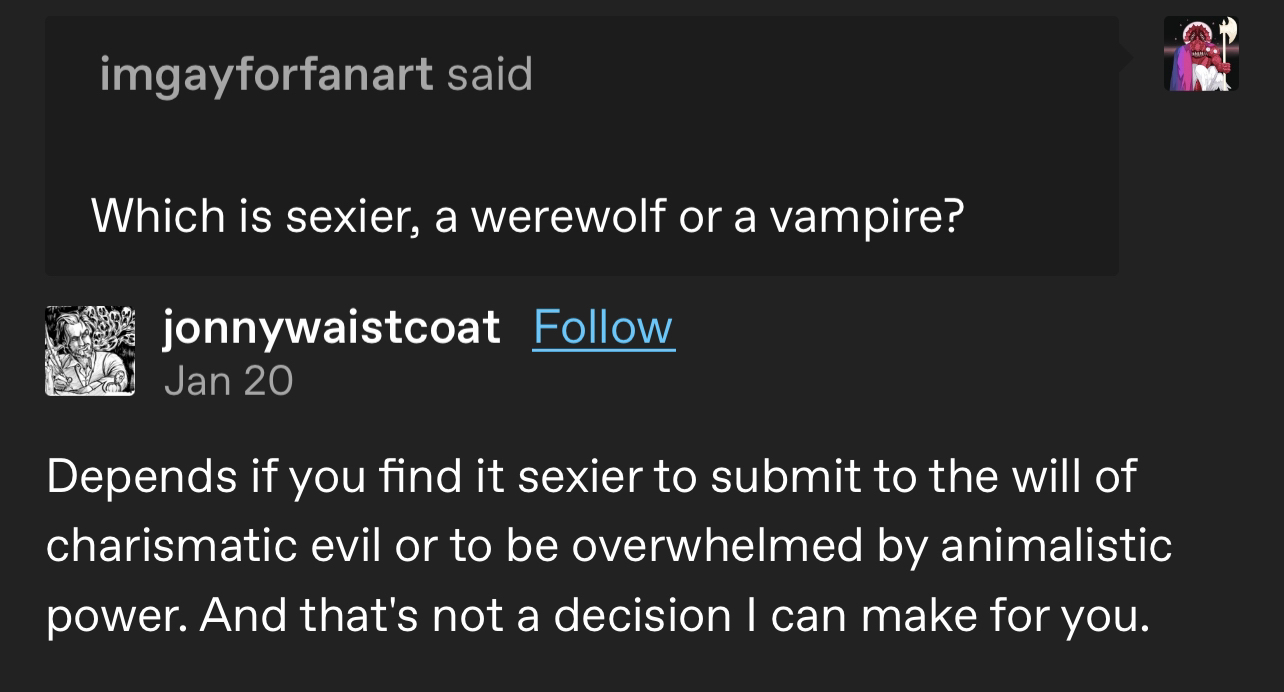 imgayforfanart said
Which is sexier, a werewolf or a vampire?
jonnywaistcoat Follow
Jan 20
Depends if you find it sexier to submit to the will of
charismatic evil or to be overwhelmed by animalistic
power. And that's not a decision I can make for you.